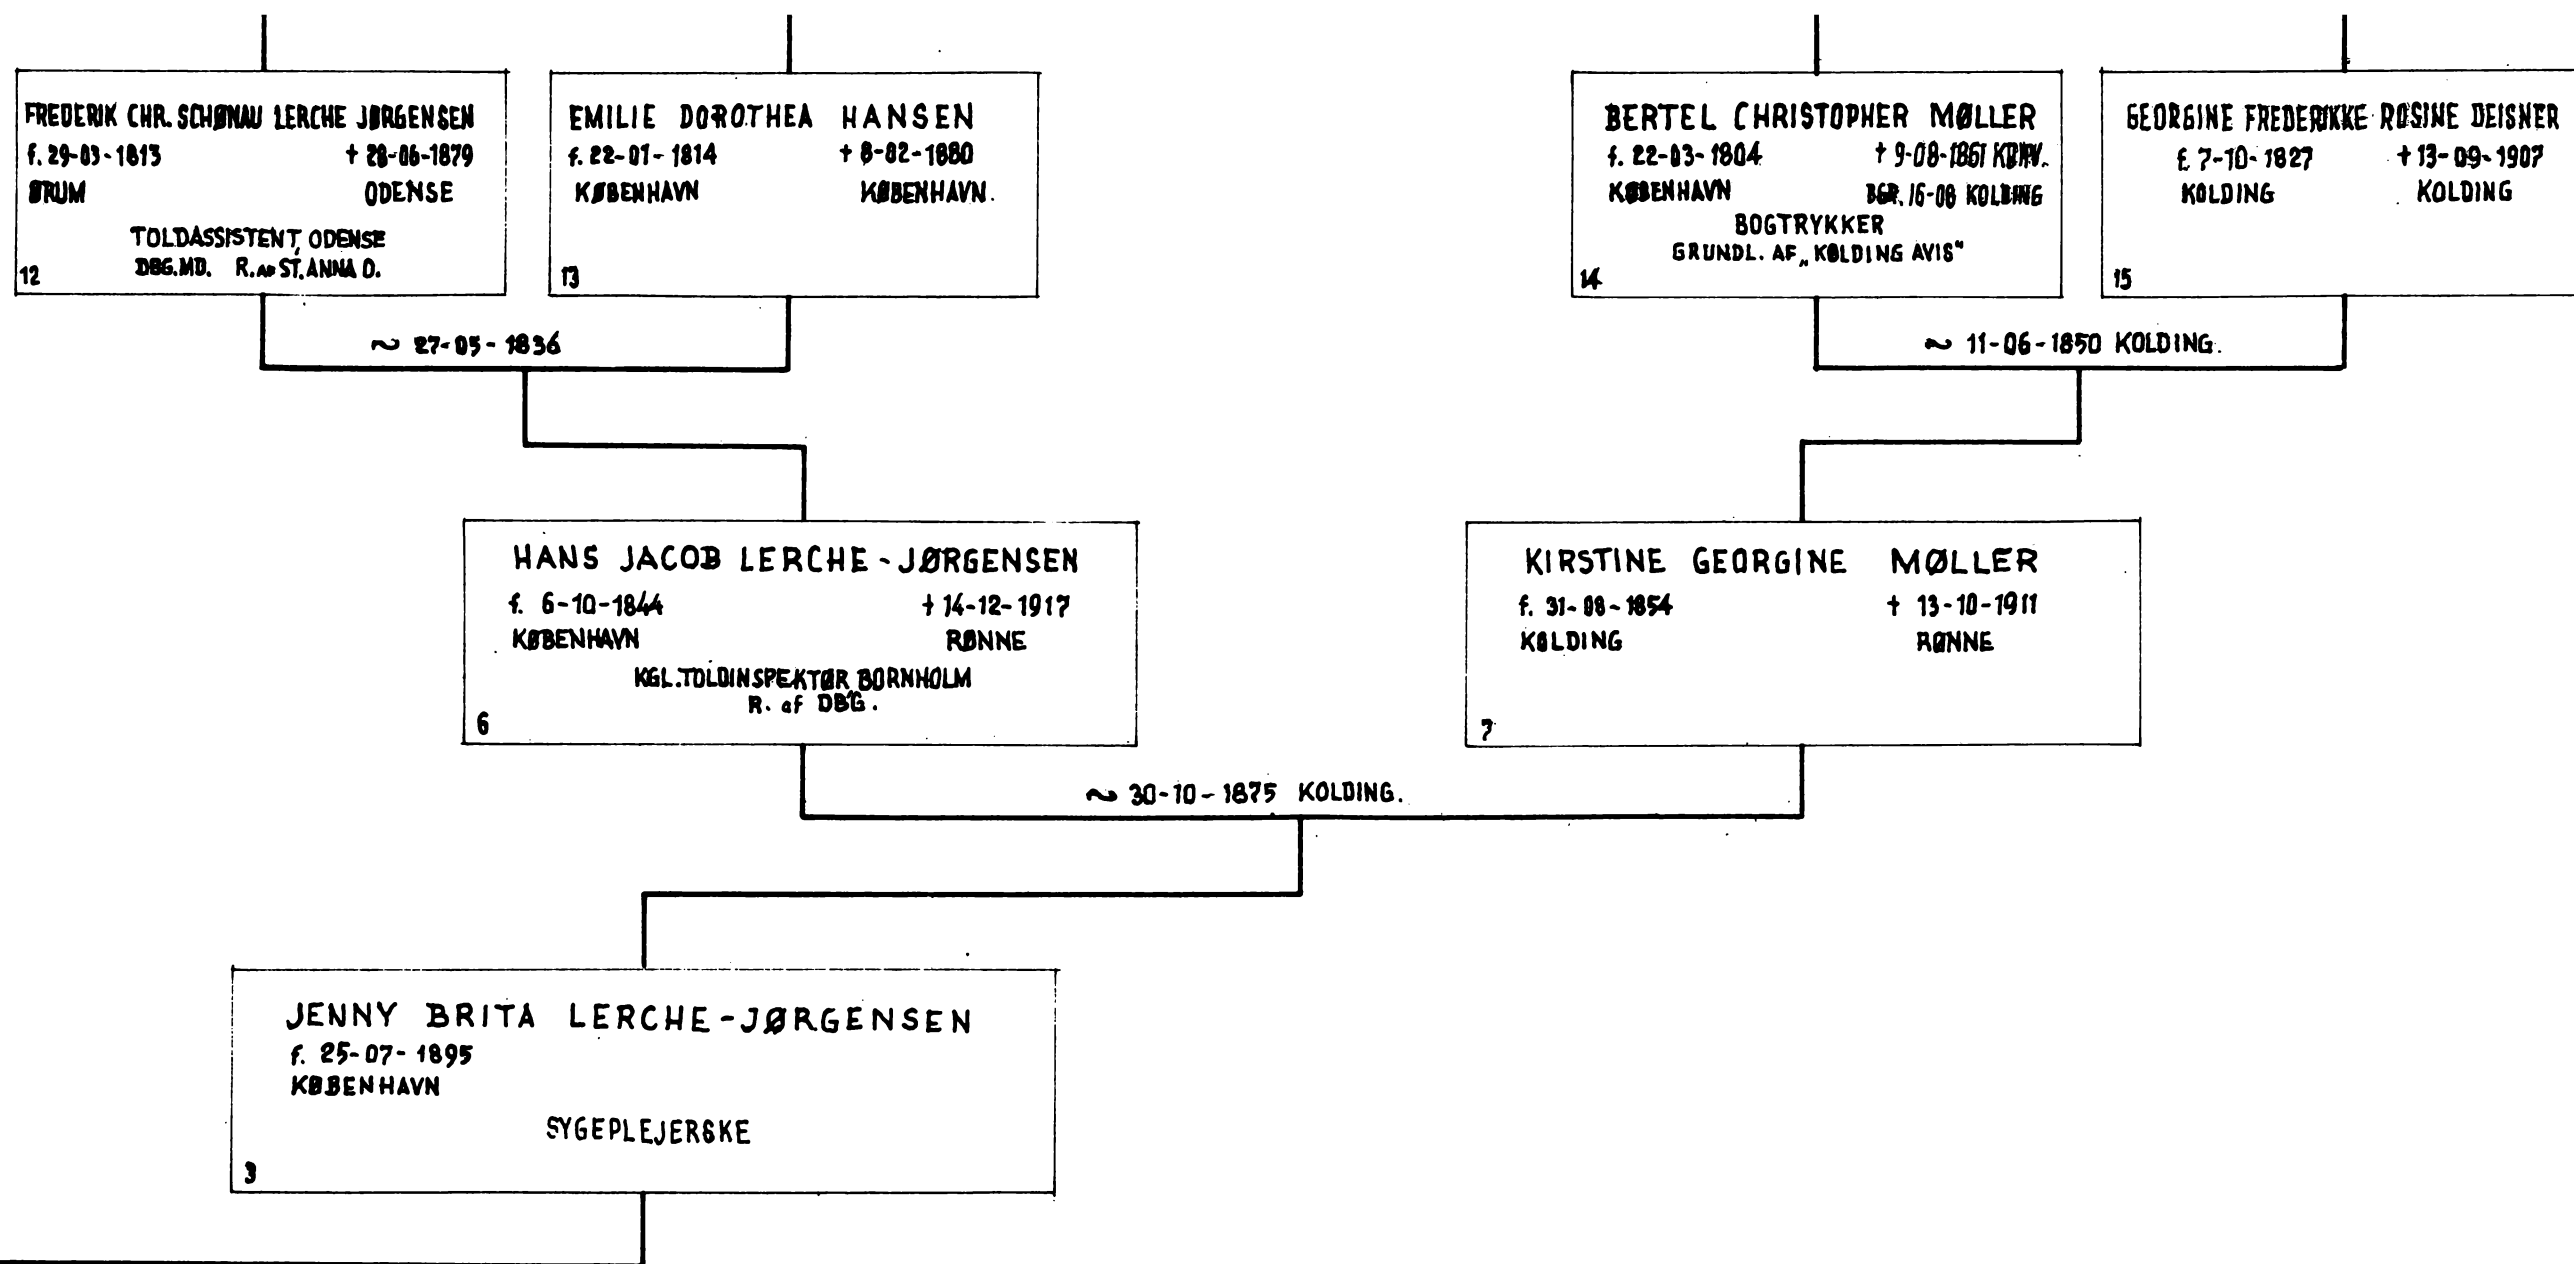 FREDERIK CHR. SCHØNAU LERCHE JØRGENSEN
f. 29-03-1813 † 28-06-1879
ØRUM ODENSE
TOLDASSISTENT, ODENSE
DBG.MD. R. AF ST. ANNA O.
12
EMILIE DOROTHEA HANSEN
f. 22-07-1814 † 8-02-1880
KØBENHAVN KØBENHAVN.
13
BERTEL CHRISTOPHER MØLLER
f. 22-03-1804 † 9-08-1861 KBHV.
KØBENHAVN BGR. 16-08 KOLDING
BOGTRYKKER
GRUNDL. AF „KOLDING AVIS"
14
GEORGINE FREDERIKKE ROSINE DEISNER
f. 7-10-1827 † 13-09-1907
KOLDING KOLDING
15
~ 27-05-1836
~ 11-06-1850 KOLDING.
HANS JACOB LERCHE-JØRGENSEN
f. 6-10-1844 † 14-12-1917
KØBENHAVN RØNNE
KGL. TOLDINSPEKTØR BORNHOLM
R. af DBG.
6
KIRSTINE GEORGINE MØLLER
f. 31-08-1854 † 13-10-1911
KOLDING RØNNE
7
~ 30-10-1875 KOLDING.
JENNY BRITA LERCHE-JØRGENSEN
f. 25-07-1895
KØBENHAVN
SYGEPLEJERSKE
3